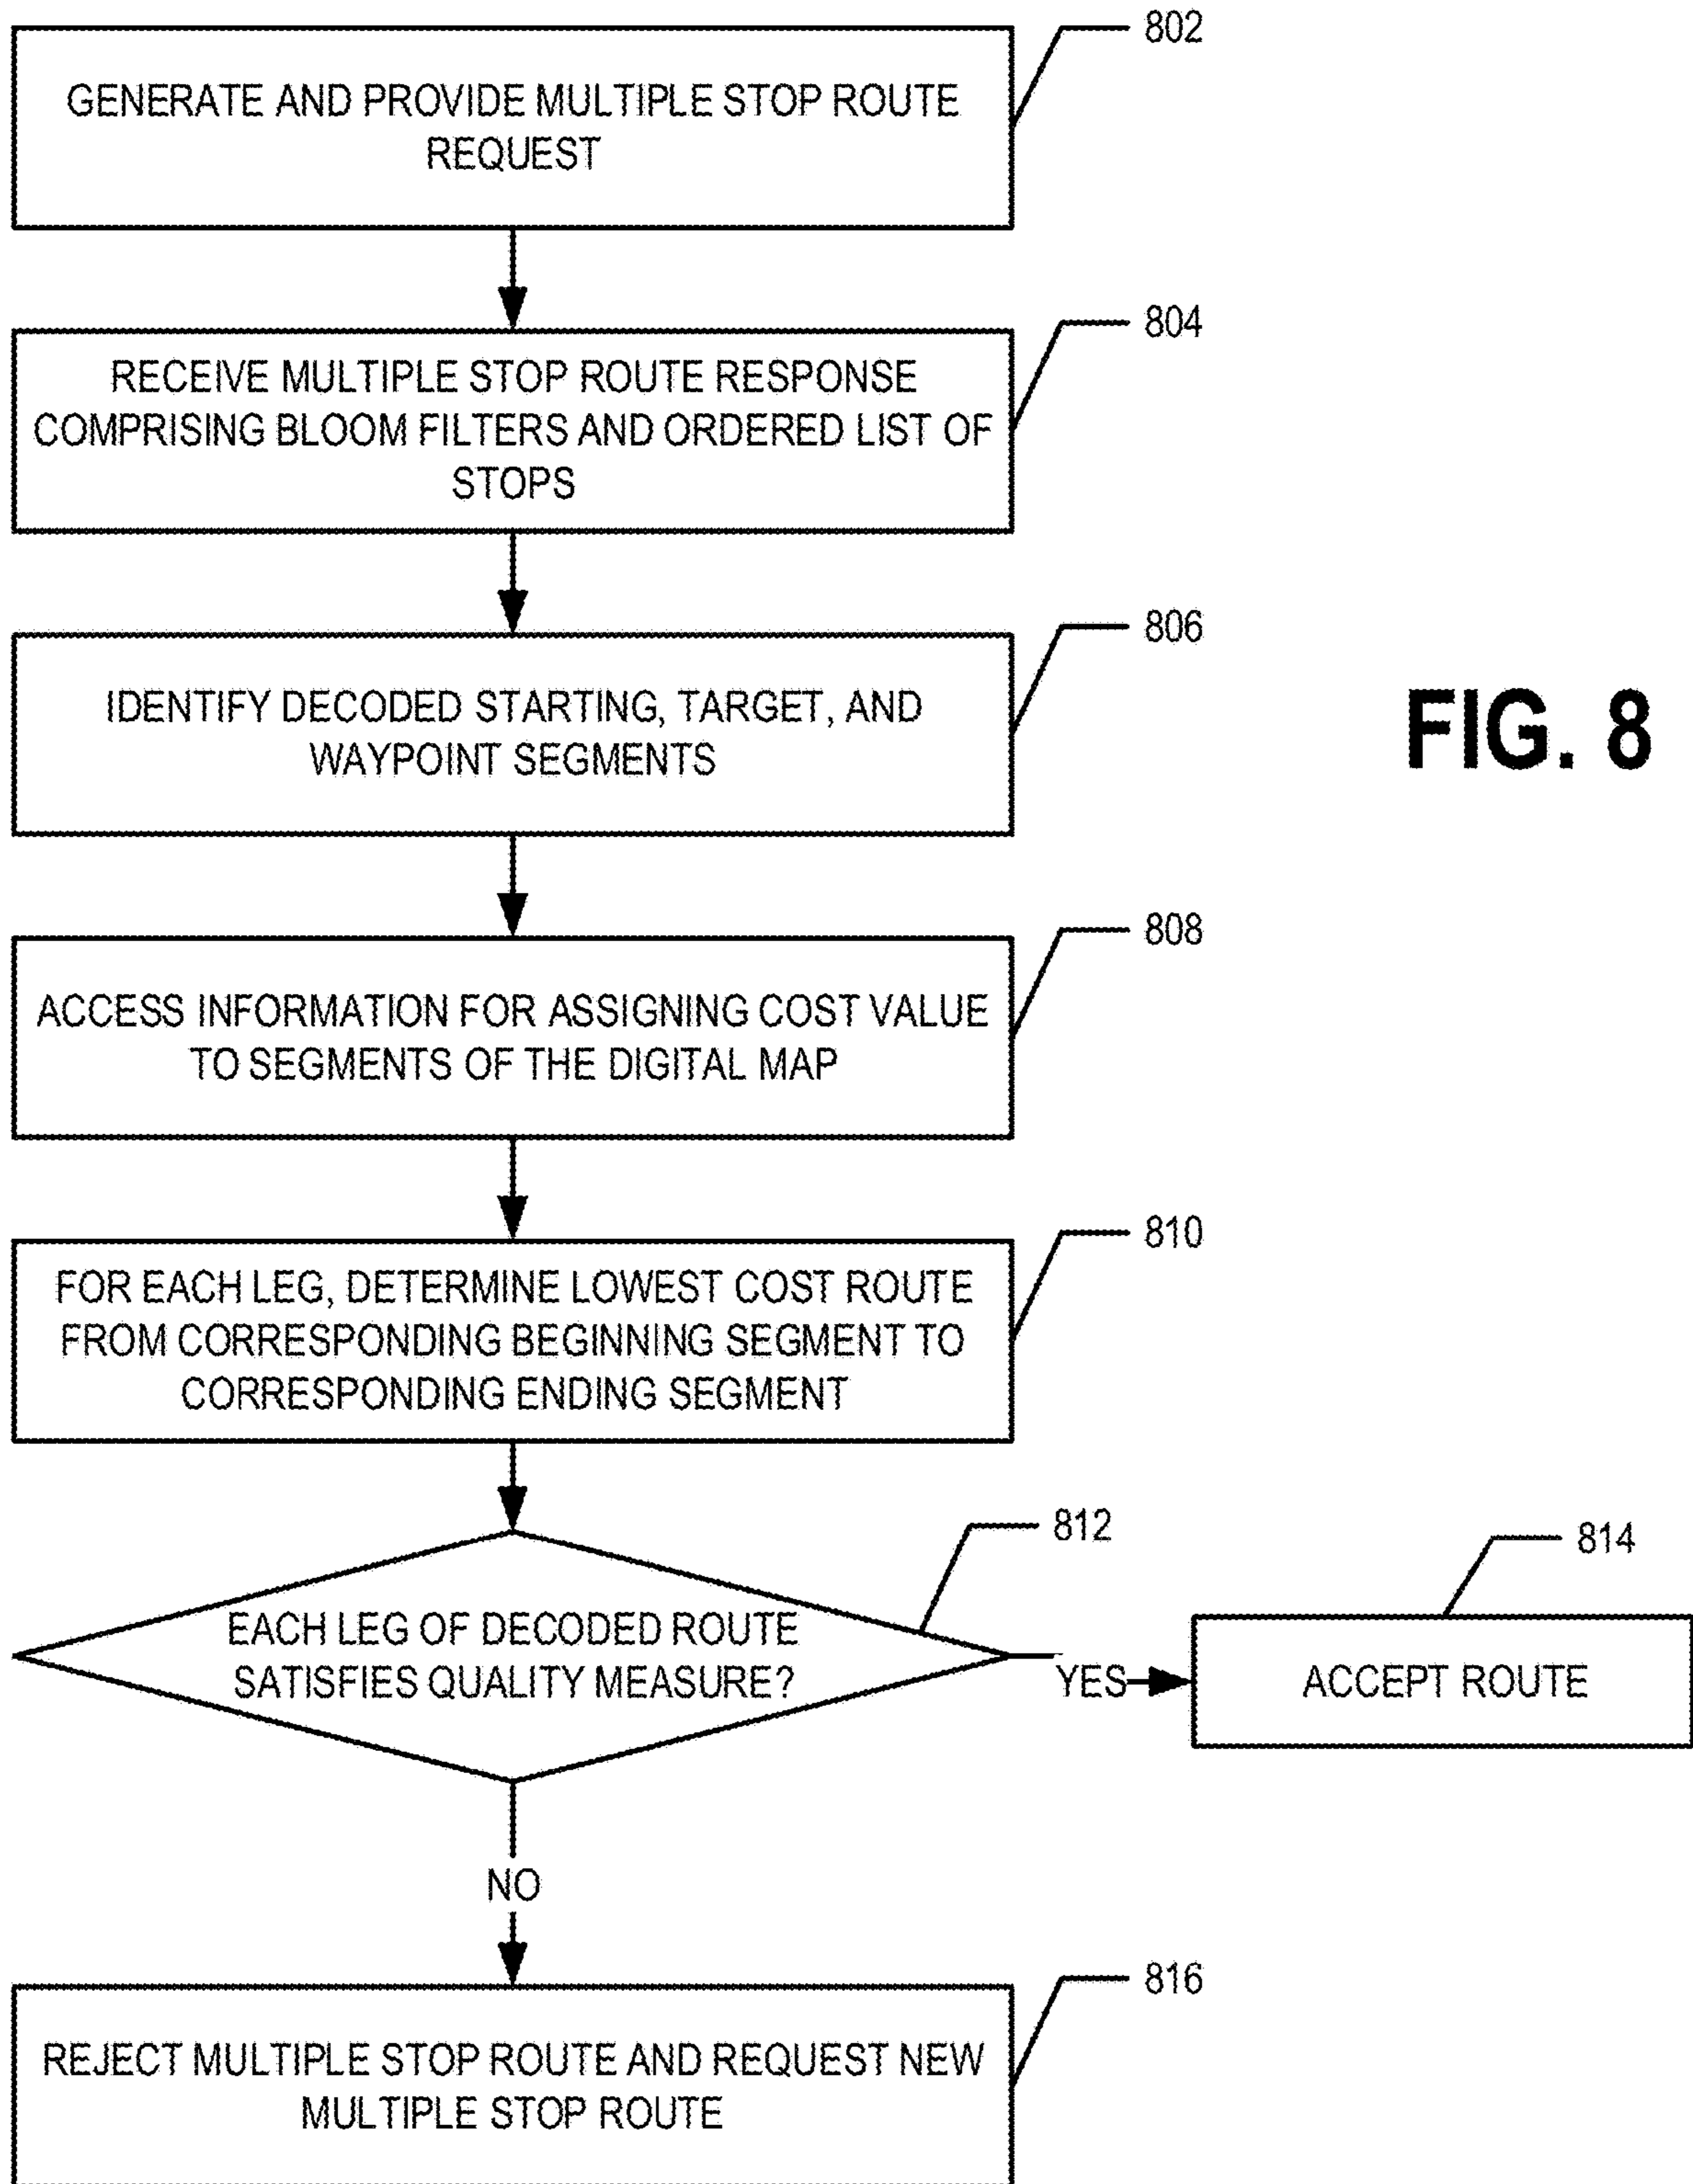 802
GENERATE AND PROVIDE MULTIPLE STOP ROUTE
REQUEST
804
RECEIVE MULTIPLE STOP ROUTE RESPONSE
COMPRISING BLOOM FILTERS AND ORDERED LIST OF
STOPS
806
IDENTIFY DECODED STARTING, TARGET, AND
WAYPOINT SEGMENTS
FIG. 8
808
ACCESS INFORMATION FOR ASSIGNING COST VALUE
TO SEGMENTS OF THE DIGITAL MAP
810
FOR EACH LEG, DETERMINE LOWEST COST ROUTE
FROM CORRESPONDING BEGINNING SEGMENT TO
CORRESPONDING ENDING SEGMENT
812
EACH LEG OF DECODED ROUTE
SATISFIES QUALITY MEASURE?
YES
814
ACCEPT ROUTE
NO
816
REJECT MULTIPLE STOP ROUTE AND REQUEST NEW
MULTIPLE STOP ROUTE